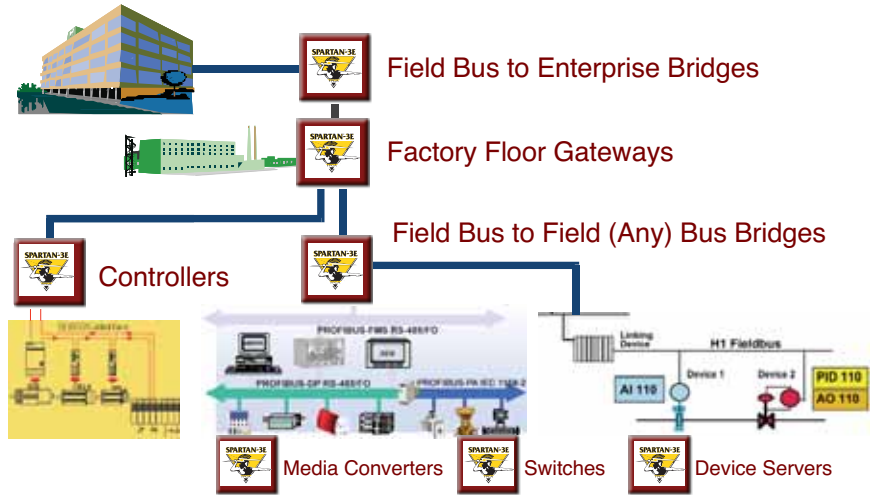 SPARTAN-3E
Field Bus to Enterprise Bridges
SPARTAN-3E
Factory Floor Gateways
SPARTAN-3E
Controllers
SPARTAN-3E
Field Bus to Field (Any) Bus Bridges
PROFIBUS-FMS RS-485/FO
PROFIBUS-DP RS-485/FO
PROFIBUS-PA IEC 1158-2
Linking
Device
H1 Fieldbus
Device 1
Device 2
AI 110
PID 110
AO 110
SPARTAN-3E
Media Converters
SPARTAN-3E
Switches
SPARTAN-3E
Device Servers